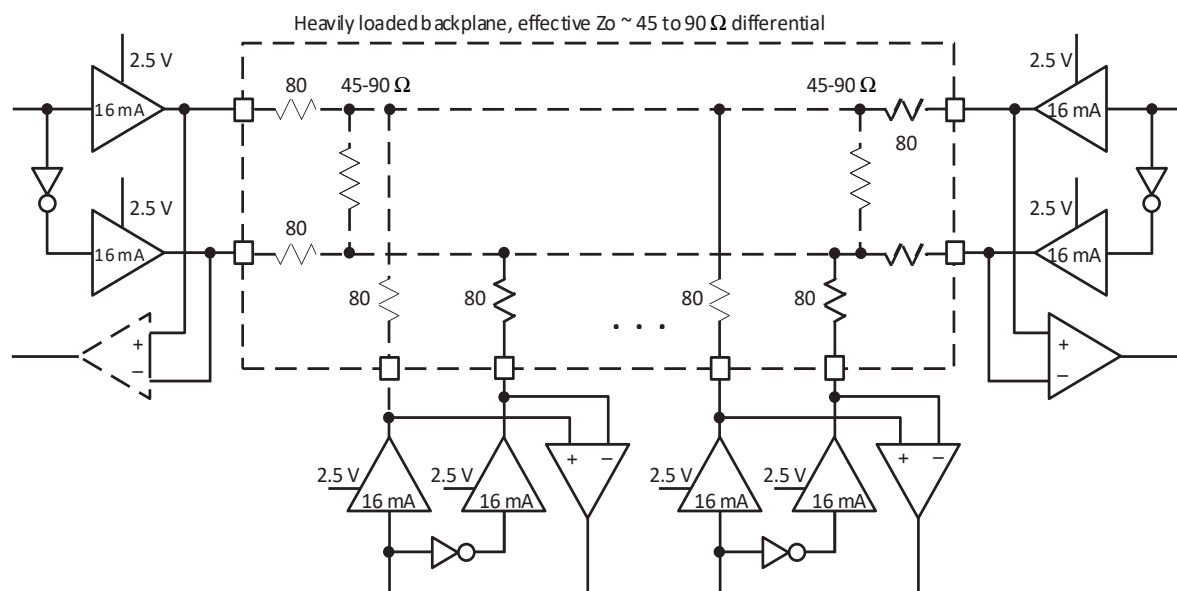 Heavily loaded backplane, effective Zo ~ 45 to 90 Ω differential
2.5 V
16 mA
80
45-90 Ω
45-90 Ω
80
2.5 V
16 mA
2.5 V
16 mA
80
2.5 V
16 mA
80
80
80
80
. . .
+
−
+
−
2.5 V
16 mA
2.5 V
16 mA
+ −
2.5 V
16 mA
2.5 V
16 mA
+ −